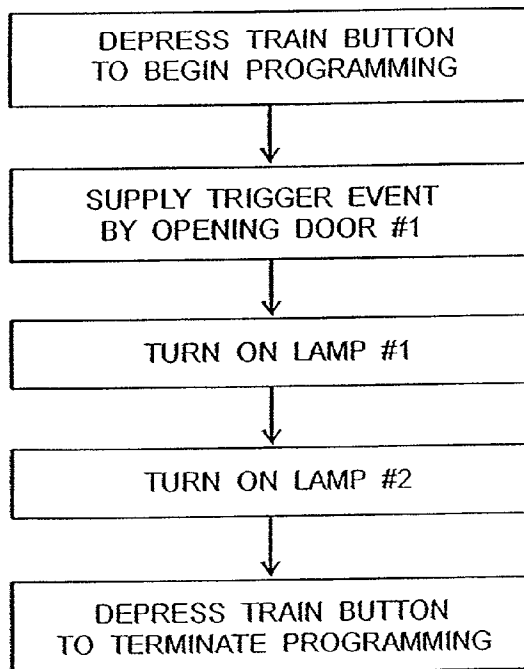 DEPRESS TRAIN BUTTON
TO BEGIN PROGRAMMING
SUPPLY TRIGGER EVENT
BY OPENING DOOR #1
TURN ON LAMP #1
TURN ON LAMP #2
DEPRESS TRAIN BUTTON
TO TERMINATE PROGRAMMING